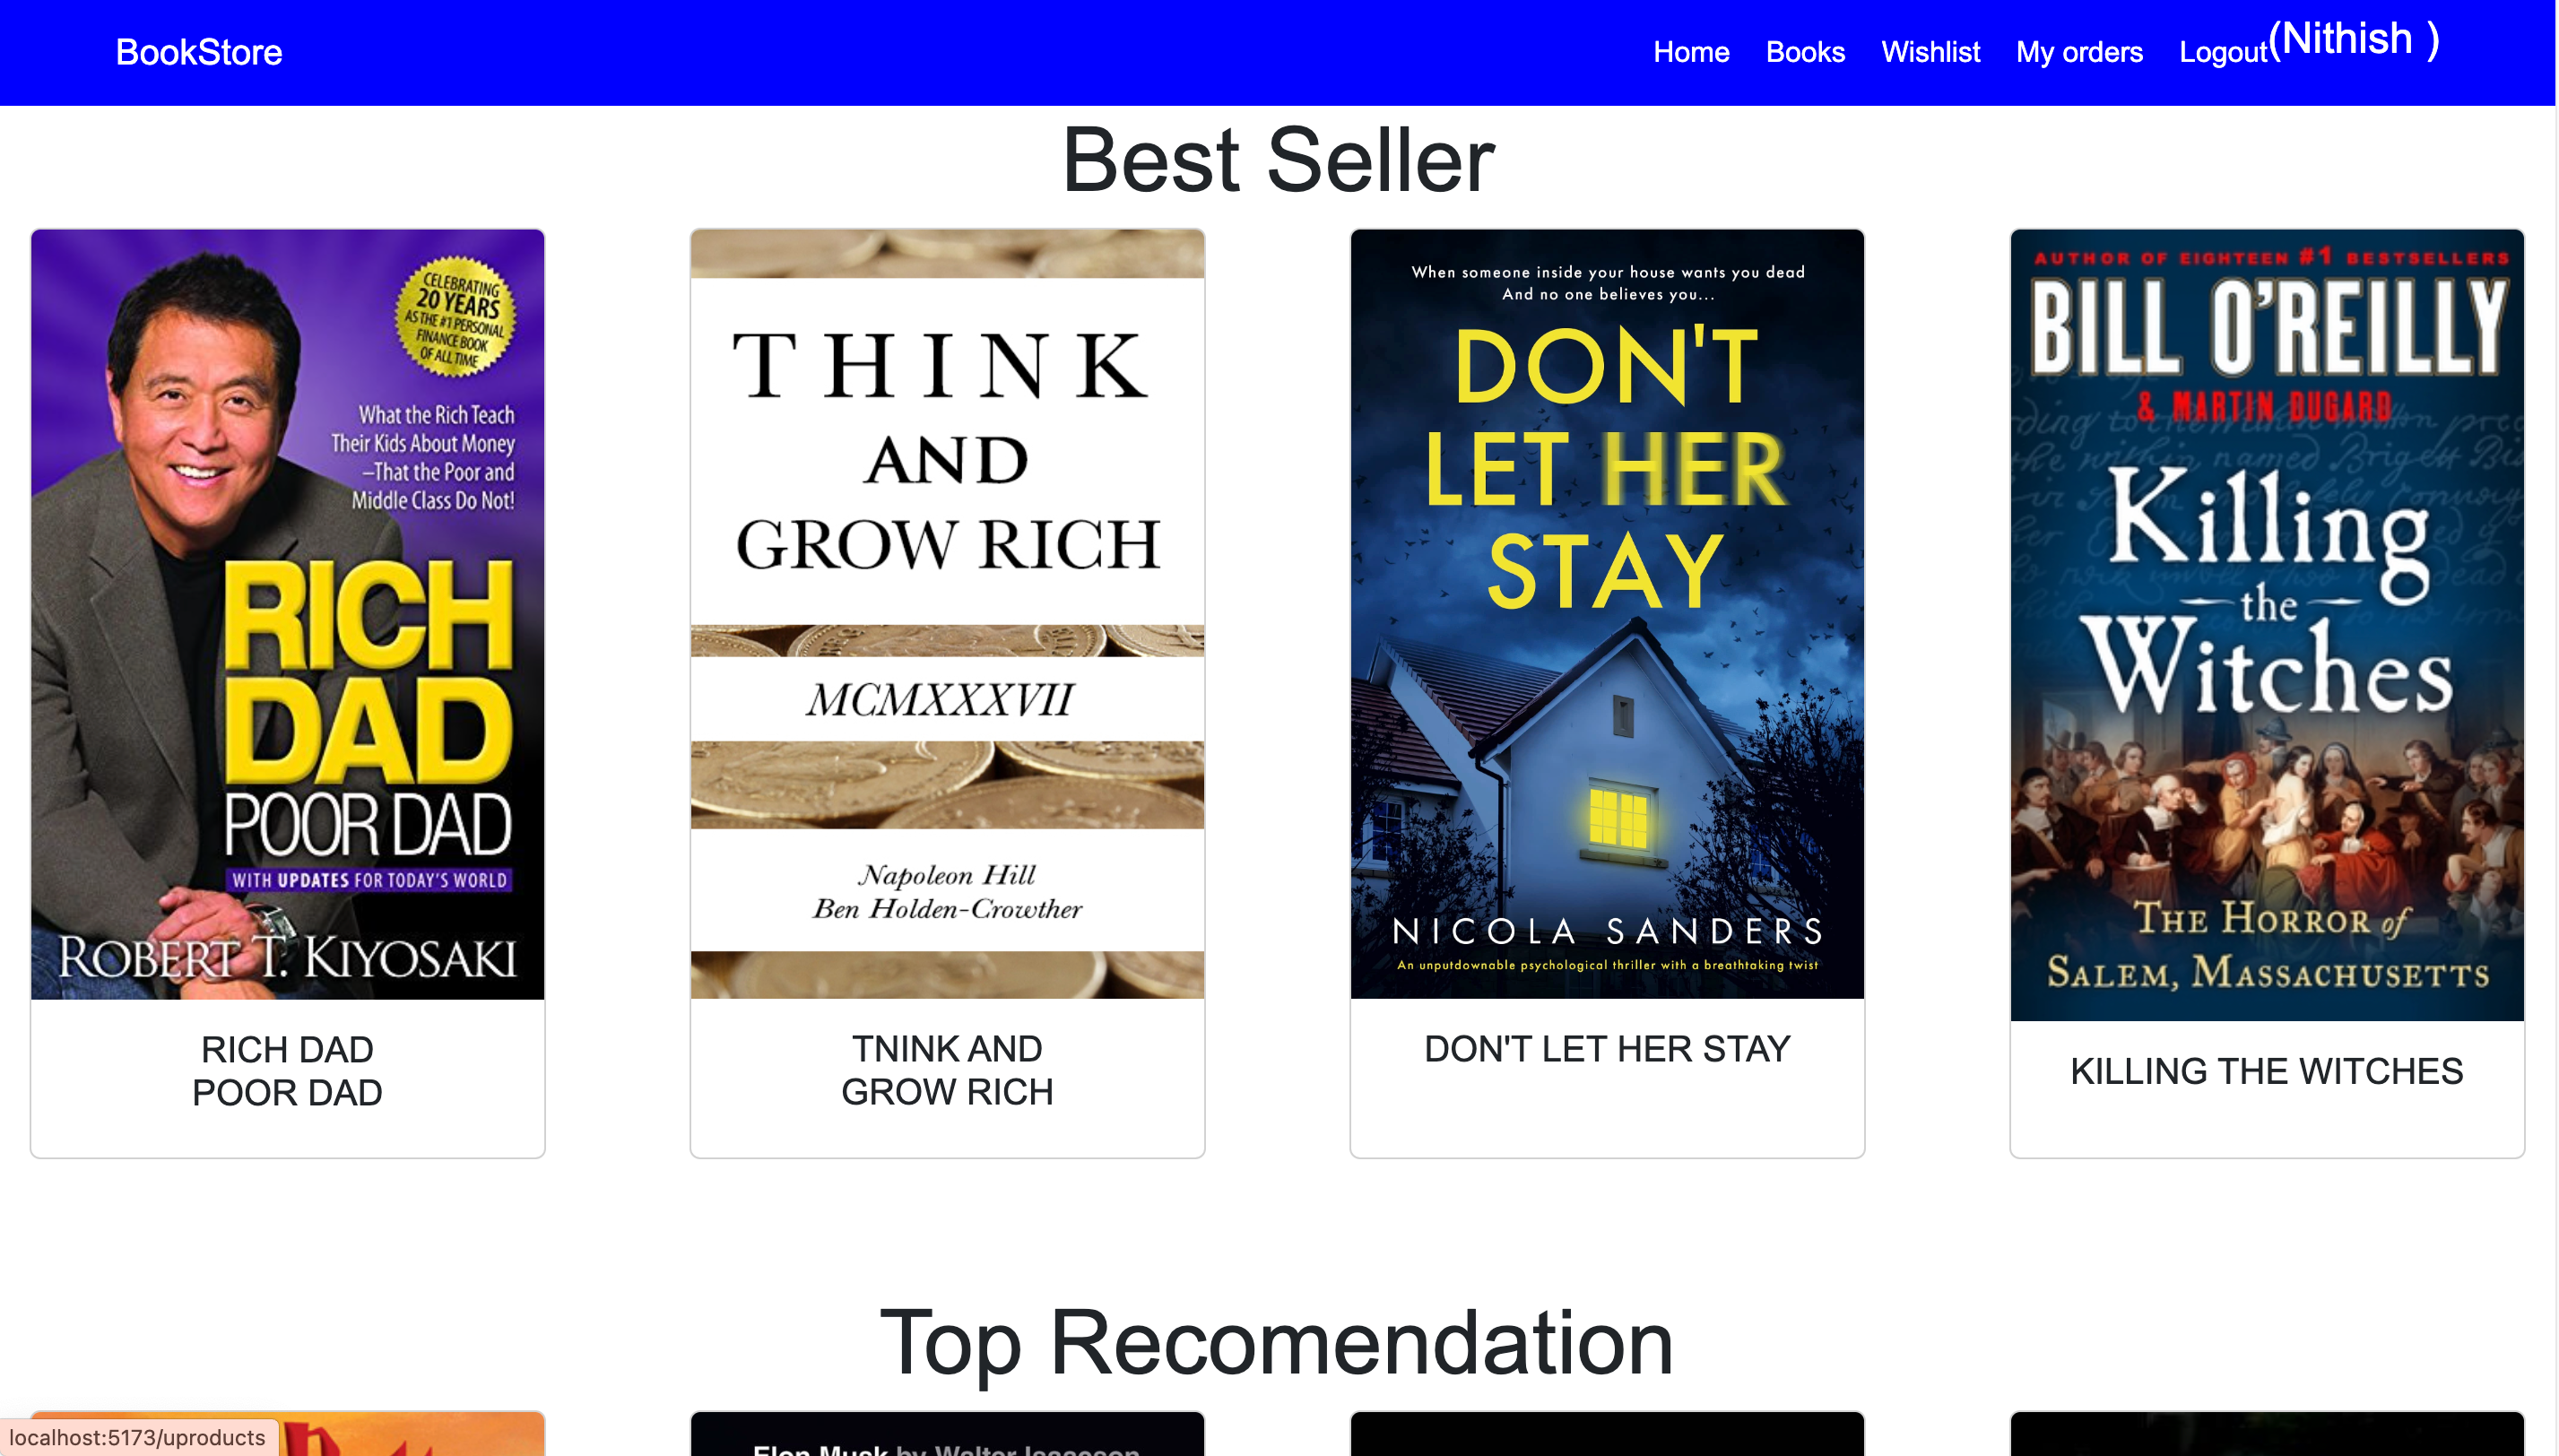 BookStore
Home Books Wishlist My orders Logout(Nithish )
Best Seller
CELEBRATING
20 YEARS
AS THE #1 PERSONAL
FINANCE BOOK
OF ALL TIME
What the Rich Teach
Their Kids About Money
–That the Poor and
Middle Class Do Not!
RICH
DAD
POOR DAD
WITH UPDATES FOR TODAY'S WORLD
ROBERT T. KIYOSAKI
RICH DAD
POOR DAD
THINK
AND
GROW RICH
MCMXXXVII
Napoleon Hill
Ben Holden-Crowther
TNINK AND
GROW RICH
When someone inside your house wants you dead
And no one believes you...
DON'T
LET HER
STAY
NICOLA SANDERS
An unputdownable psychological thriller with a breathtaking twist
DON'T LET HER STAY
AUTHOR OF EIGHTEEN #1 BESTSELLERS
BILL O'REILLY
& MARTIN DUGARD
Killing
the
Witches
THE HORROR of
SALEM, MASSACHUSETTS
KILLING THE WITCHES
Top Recomendation
Elon Musk by Walter Isaacson
localhost:5173/uproducts